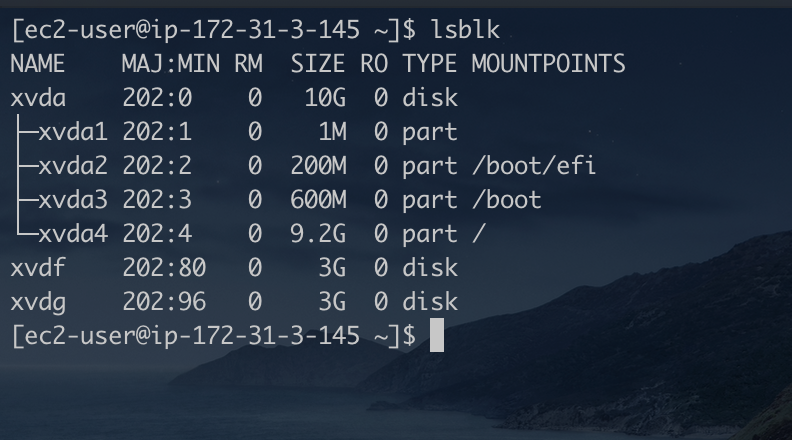 [ec2-user@ip-172-31-3-145 ~]$ lsblk
NAME    MAJ:MIN RM  SIZE RO TYPE MOUNTPOINTS
xvda    202:0    0   10G  0 disk
├─xvda1 202:1    0    1M  0 part
├─xvda2 202:2    0  200M  0 part /boot/efi
├─xvda3 202:3    0  600M  0 part /boot
└─xvda4 202:4    0  9.2G  0 part /
xvdf    202:80   0    3G  0 disk
xvdg    202:96   0    3G  0 disk
[ec2-user@ip-172-31-3-145 ~]$